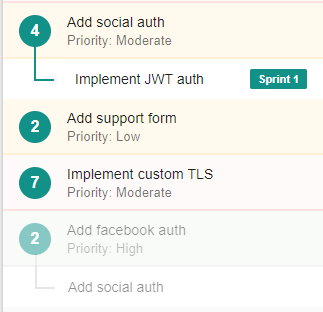 4
Add social auth
Priority: Moderate
Implement JWT auth
Sprint 1
2
Add support form
Priority: Low
7
Implement custom TLS
Priority: Moderate
2
Add facebook auth
Priority: High
Add social auth